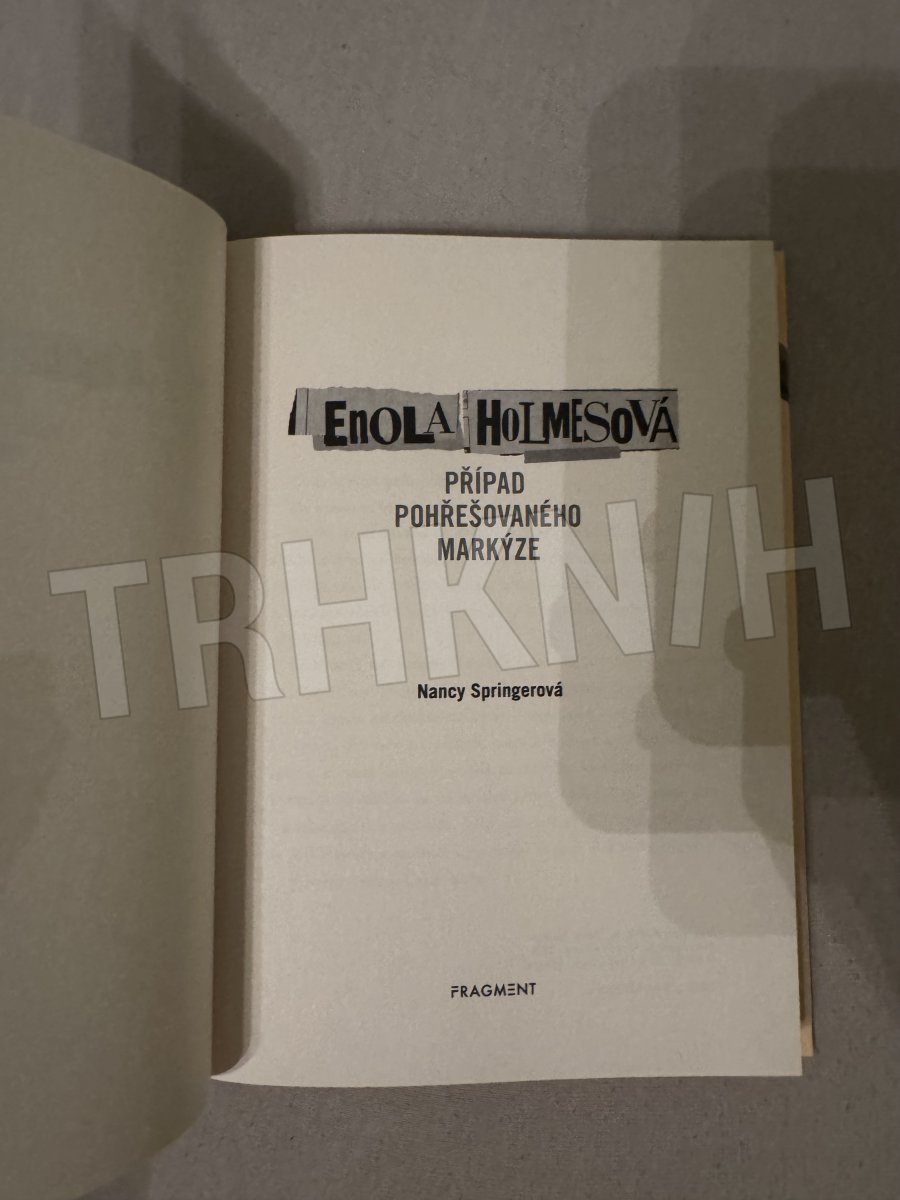 ENOLA HOLMESOVÁ
PŘÍPAD
POHŘEŠOVANÉHO
MARKÝZE
TRHKNIH
Nancy Springerová
FRAGMENT